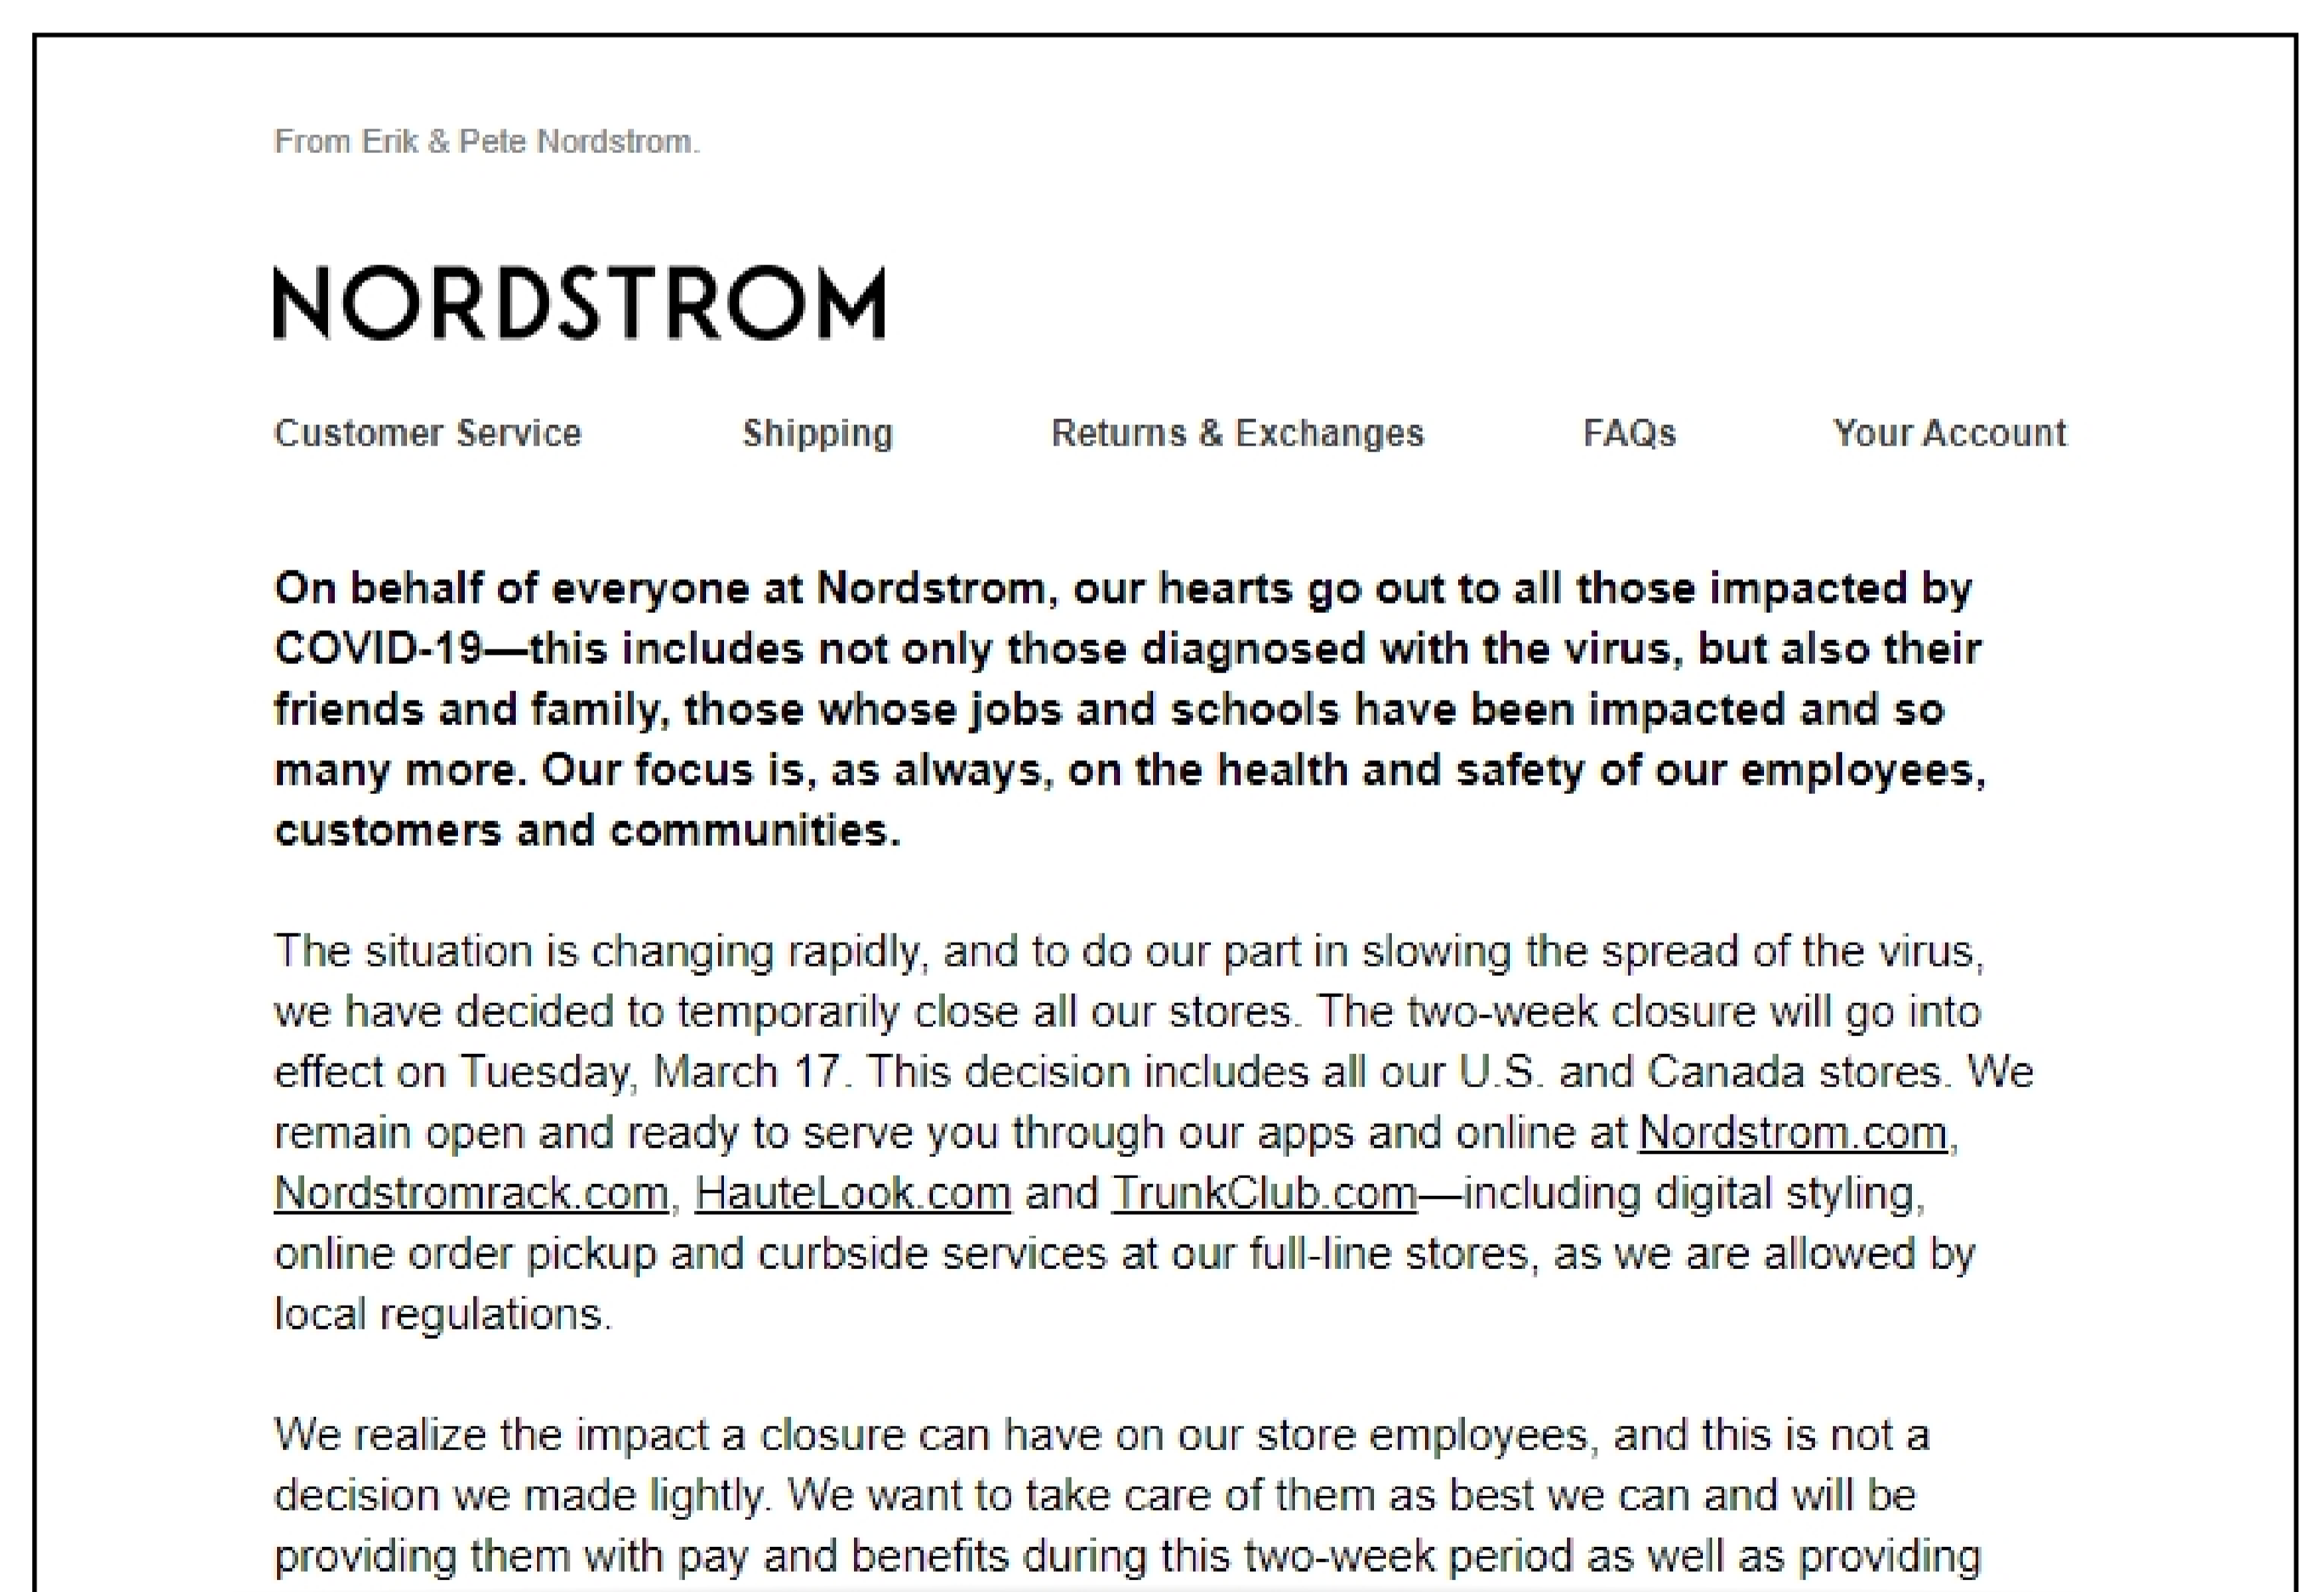 From Erik & Pete Nordstrom.
NORDSTROM
Customer Service Shipping Returns & Exchanges FAQs Your Account
On behalf of everyone at Nordstrom, our hearts go out to all those impacted by
COVID-19—this includes not only those diagnosed with the virus, but also their
friends and family, those whose jobs and schools have been impacted and so
many more. Our focus is, as always, on the health and safety of our employees,
customers and communities.
The situation is changing rapidly, and to do our part in slowing the spread of the virus,
we have decided to temporarily close all our stores. The two-week closure will go into
effect on Tuesday, March 17. This decision includes all our U.S. and Canada stores. We
remain open and ready to serve you through our apps and online at Nordstrom.com,
Nordstromrack.com, HauteLook.com and TrunkClub.com—including digital styling,
online order pickup and curbside services at our full-line stores, as we are allowed by
local regulations.
We realize the impact a closure can have on our store employees, and this is not a
decision we made lightly. We want to take care of them as best we can and will be
providing them with pay and benefits during this two-week period as well as providing